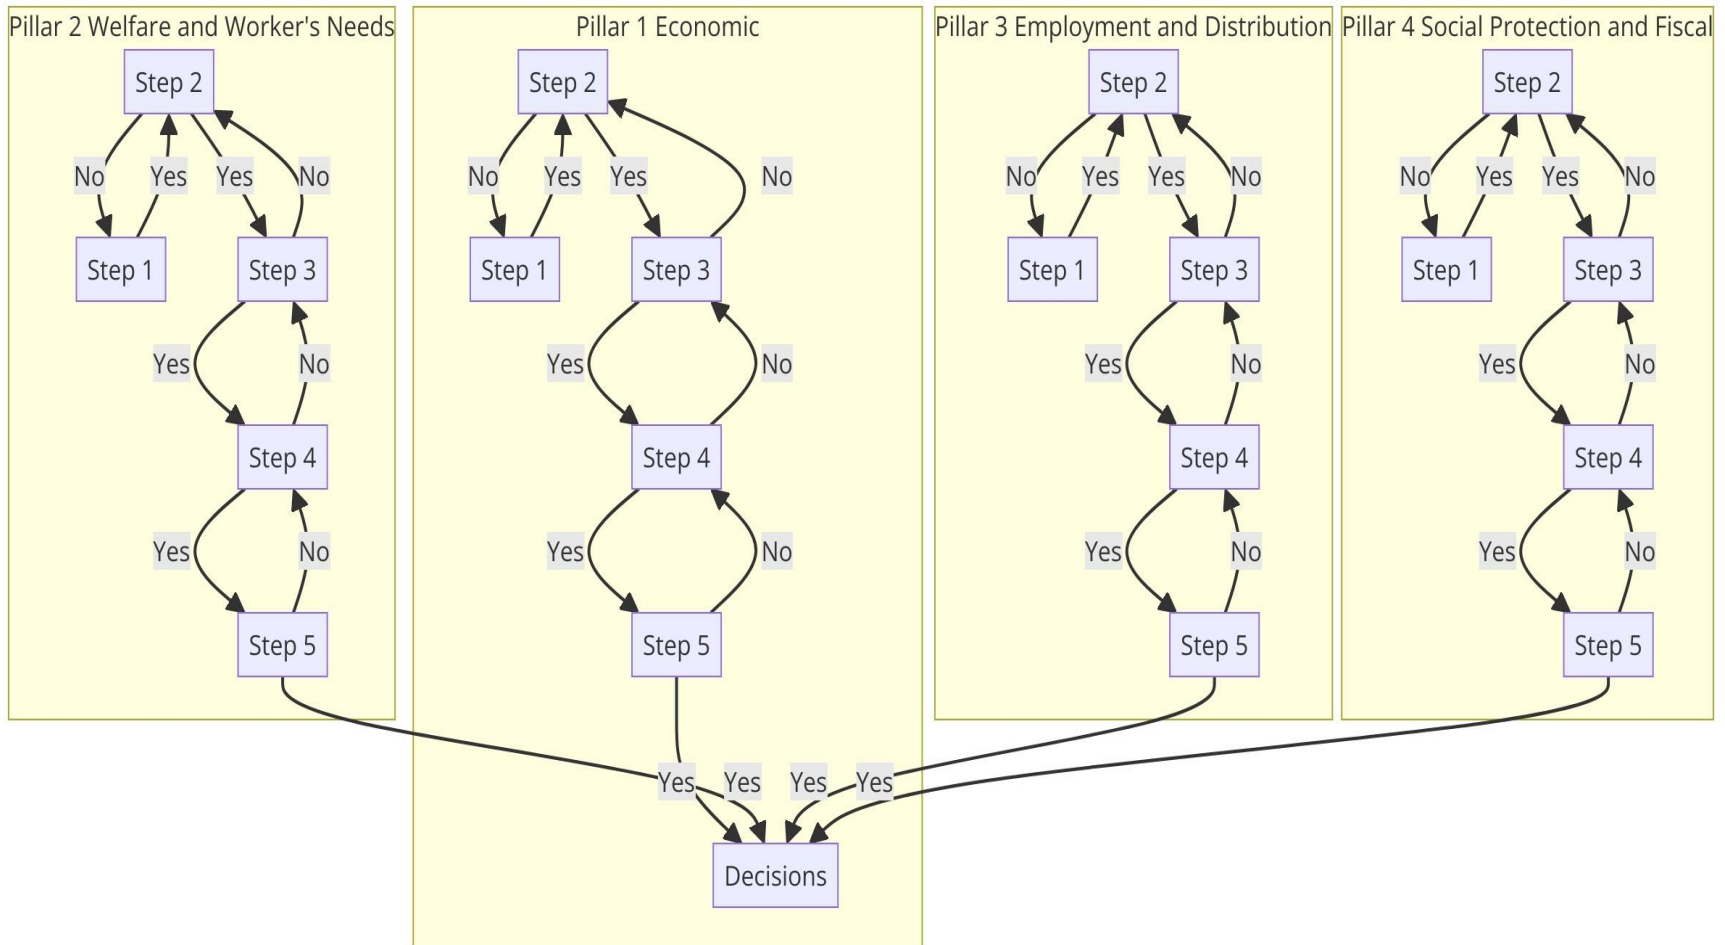 Pillar 2 Welfare and Worker's Needs
Step 2
No
Yes
Yes
No
Step 1
Step 3
Yes
No
Step 4
Yes
No
Step 5
Pillar 1 Economic
Step 2
No
Yes
Yes
No
Step 1
Step 3
Yes
No
Step 4
Yes
No
Step 5
Pillar 3 Employment and Distribution
Step 2
No
Yes
Yes
No
Step 1
Step 3
Yes
No
Step 4
Yes
No
Step 5
Pillar 4 Social Protection and Fiscal
Step 2
No
Yes
Yes
No
Step 1
Step 3
Yes
No
Step 4
Yes
No
Step 5
Yes
Yes
Yes
Yes
Decisions